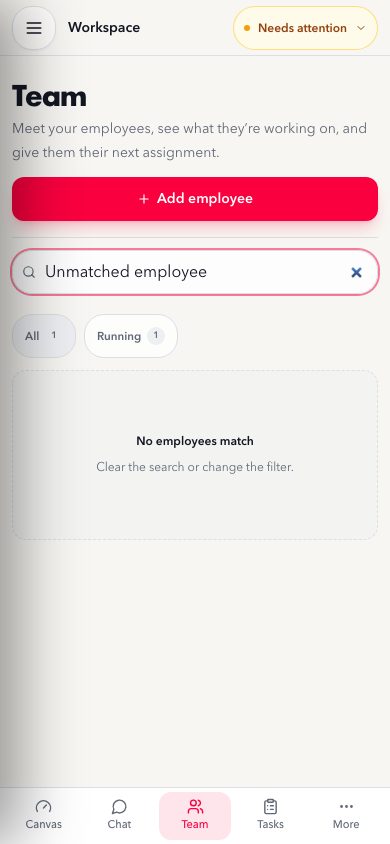 Workspace
Needs attention
Team
Meet your employees, see what they’re working on, and
give them their next assignment.
+ Add employee
Unmatched employee
All 1
Running 1
No employees match
Clear the search or change the filter.
Canvas
Chat
Team
Tasks
More